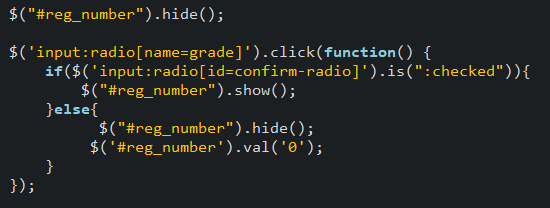 $("#reg_number").hide();

$('input:radio[name=grade]').click(function() {
    if($('input:radio[id=confirm-radio]').is(":checked")){
        $("#reg_number").show();
    }else{
          $("#reg_number").hide();
         $('#reg_number').val('0');
    }
});